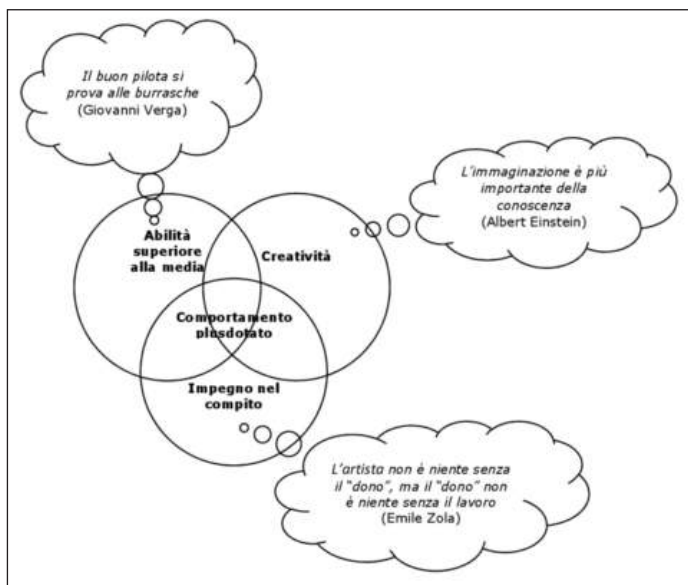 Il buon pilota si
prova alle burrasche
(Giovanni Verga)
L'immaginazione è più
importante della
conoscenza
(Albert Einstein)
Abilità
superiore
alla media
Creatività
Comportamento
plusdotato
Impegno nel
compito
L'artista non è niente senza
il "dono", ma il "dono" non
è niente senza il lavoro
(Emile Zola)